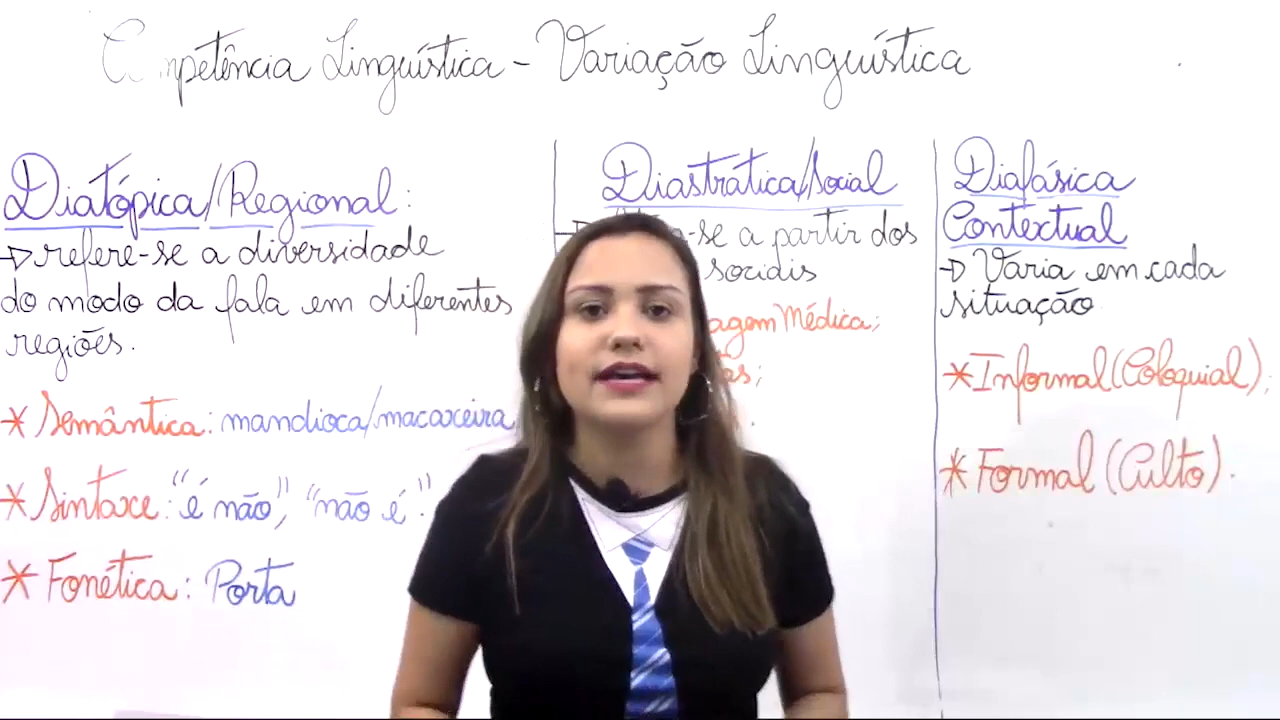 Competência Linguística - Variação Linguística
Diatópica/Regional:
→ refere-se a diversidade
do modo da fala em diferentes
regiões.
* Semântica: mandioca/macaxeira
* Sintaxe: "é não", "não é".
* Fonética: Porta
Diastrática/Social
-se a partir dos
sociais
Médica;
Diafásica
Contextual
→ Varia em cada
situação
* Informal (Coloquial);
* Formal (Culto).